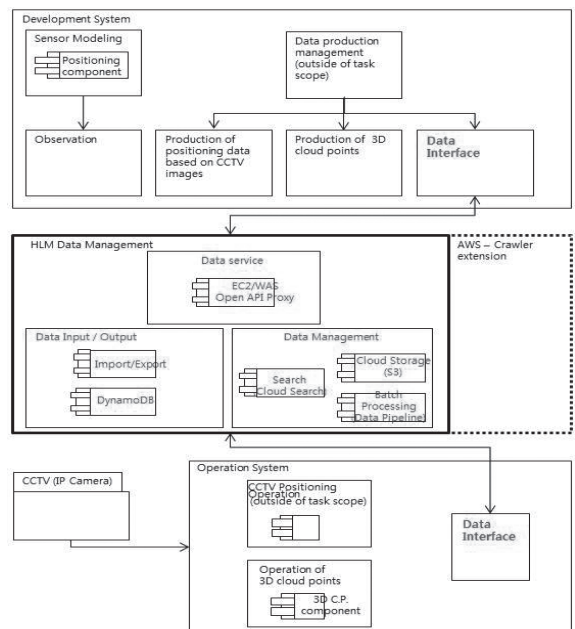 Development System
Sensor Modeling
Positioning
component
Data production
management
(outside of task
scope)
Observation
Production of
positioning data
based on CCTV
images
Production of 3D
cloud points
Data
Interface
HLM Data Management
AWS – Crawler
extension
Data service
EC2/WAS
Open API Proxy
Data Input / Output
Import/Export
DynamoDB
Data Management
Search
(Cloud Search)
Cloud Storage
(S3)
Batch
Processing
(Data Pipeline)
CCTV (IP Camera)
Operation System
CCTV Positioning
Operation
(outside of task scope)
Operation of
3D cloud points
3D C.P.
component
Data
Interface